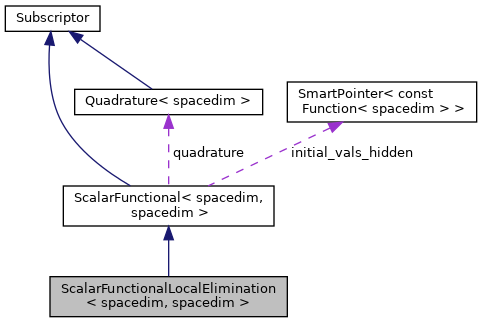 Subscriptor
Quadrature< spacedim >
SmartPointer< const
Function< spacedim > >
quadrature
initial_vals_hidden
ScalarFunctional< spacedim,
spacedim >
ScalarFunctionalLocalElimination
< spacedim, spacedim >